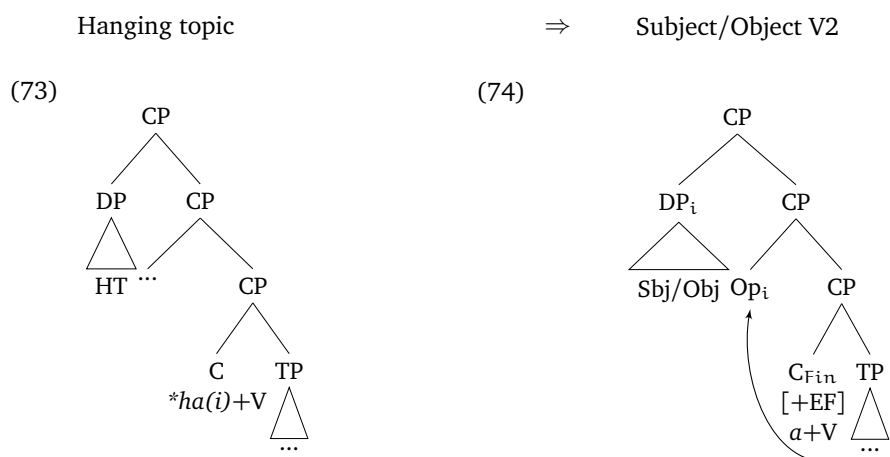 Hanging topic ⇒ Subject/Object V2
(73) (74)
CP CP
DP CP DPi CP
HT ... CP Sbj/Obj Opi CP
C TP CFin TP
*ha(i)+V [+EF]
... a+V ...